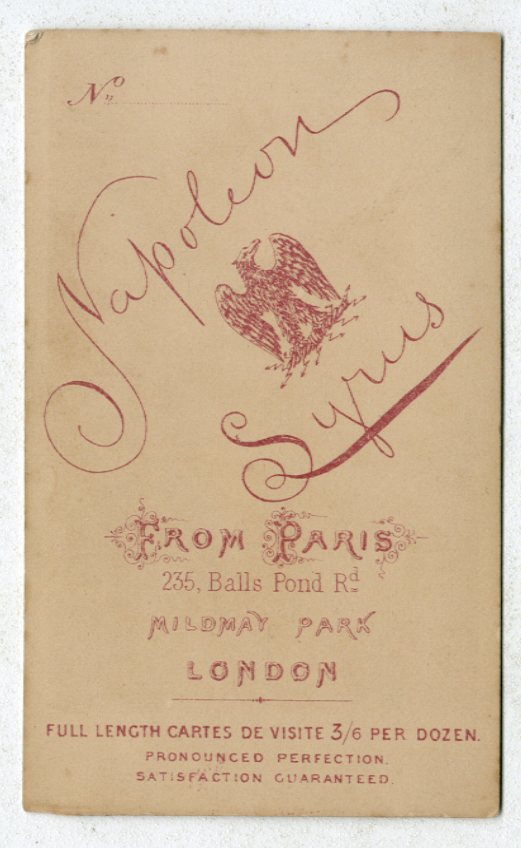 No
Napoleon
Syrus
FROM PARIS
235, Balls Pond Rd
MILDMAY PARK
LONDON
FULL LENGTH CARTES DE VISITE 3/6 PER DOZEN.
PRONOUNCED PERFECTION.
SATISFACTION GUARANTEED.